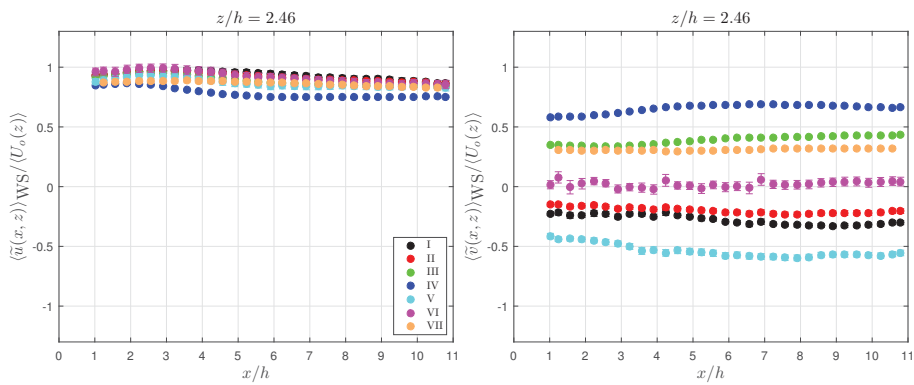 z/h = 2.46
1
0.5
0
-0.5
-1
⟨ũ(x, z)⟩WS/⟨Uo(z)⟩
I
II
III
IV
V
VI
VII
0 1 2 3 4 5 6 7 8 9 10 11
x/h
z/h = 2.46
1
0.5
0
-0.5
-1
⟨ṽ(x, z)⟩WS/⟨Uo(z)⟩
0 1 2 3 4 5 6 7 8 9 10 11
x/h